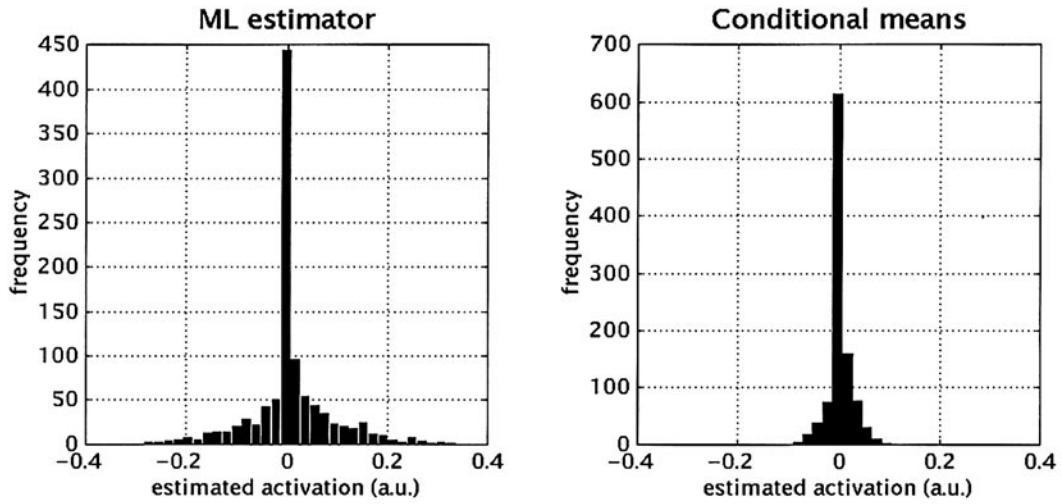 ML estimator
450
400
350
300
250
200
150
100
50
0
frequency
−0.4 −0.2 0 0.2 0.4
estimated activation (a.u.)
Conditional means
700
600
500
400
300
200
100
0
frequency
−0.4 −0.2 0 0.2 0.4
estimated activation (a.u.)